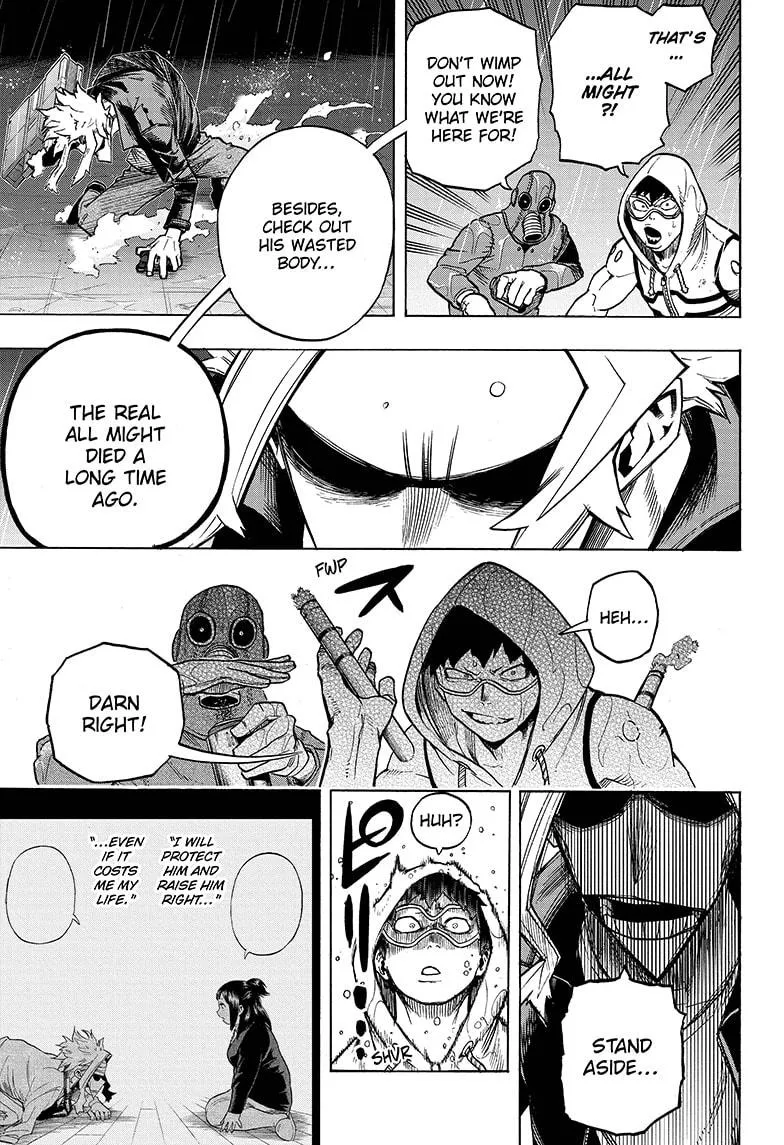 THAT'S
...
...ALL
MIGHT
?!
DON'T WIMP
OUT NOW!
YOU KNOW
WHAT WE'RE
HERE FOR!
BESIDES,
CHECK OUT
HIS WASTED
BODY...
THE REAL
ALL MIGHT
DIED A
LONG TIME
AGO.
HEH...
FWP
ス
DARN
RIGHT!
STAND
ASIDE...
HUH?
ピ
SHVR
"I WILL
PROTECT
HIM AND
RAISE HIM
RIGHT..."
"...EVEN
IF IT
COSTS
ME MY
LIFE."